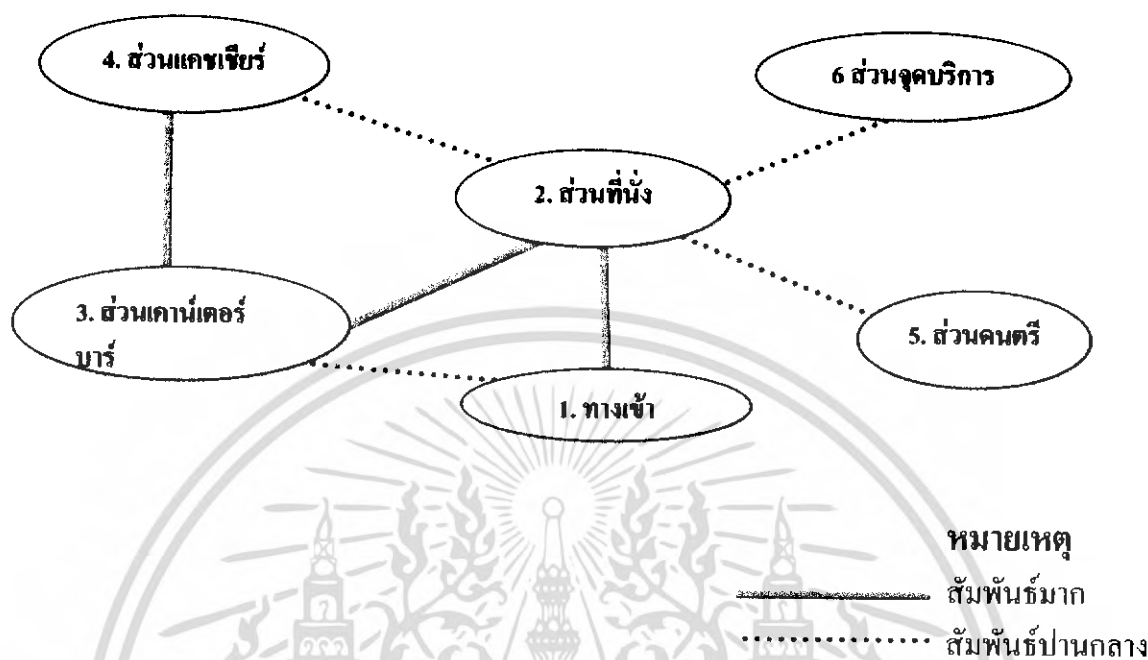 4. ส่วนแคชเชียร์
6 ส่วนจุดบริการ
2. ส่วนที่นั่ง
3. ส่วนเคาน์เตอร์
บาร์
5. ส่วนดนตรี
1. ทางเข้า
หมายเหตุ
สัมพันธ์มาก
สัมพันธ์ปานกลาง